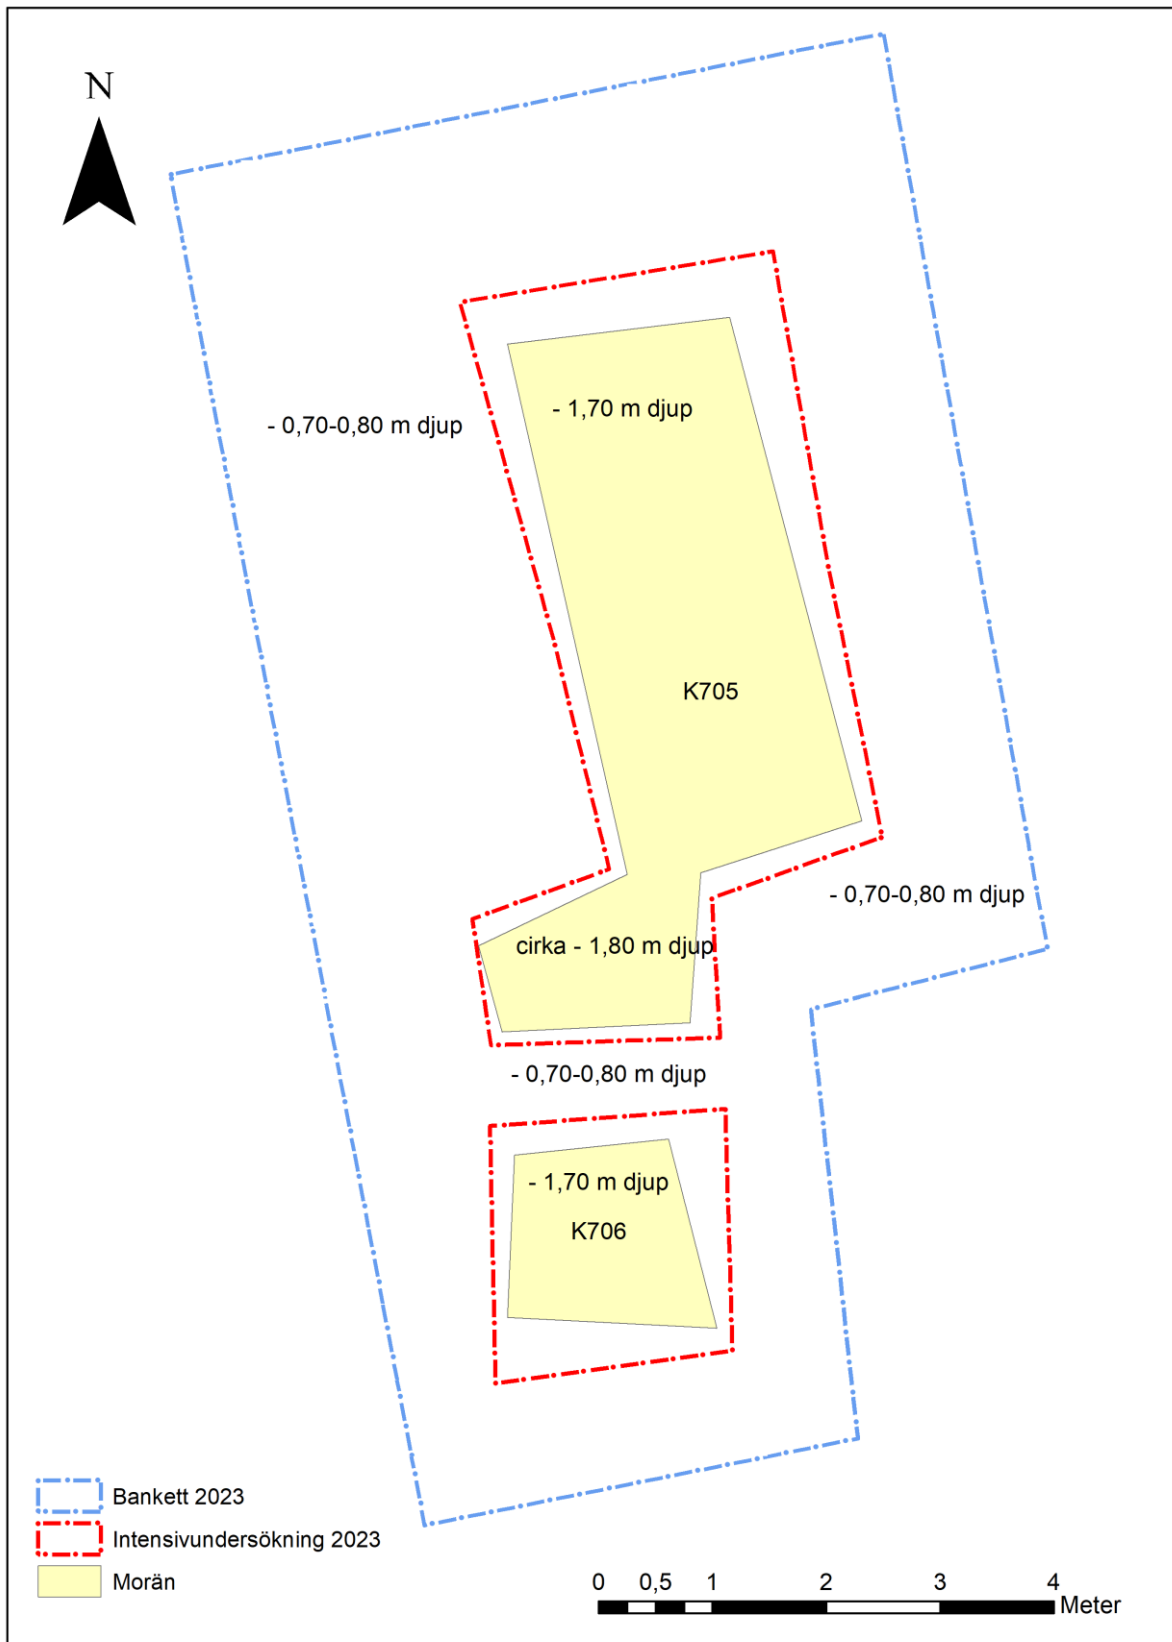 N
- 1,70 m djup
- 0,70-0,80 m djup
K705
- 0,70-0,80 m djup
cirka - 1,80 m djup
- 0,70-0,80 m djup
- 1,70 m djup
K706
Bankett 2023
Intensivundersökning 2023
Morän
0 0,5 1 2 3 4
Meter